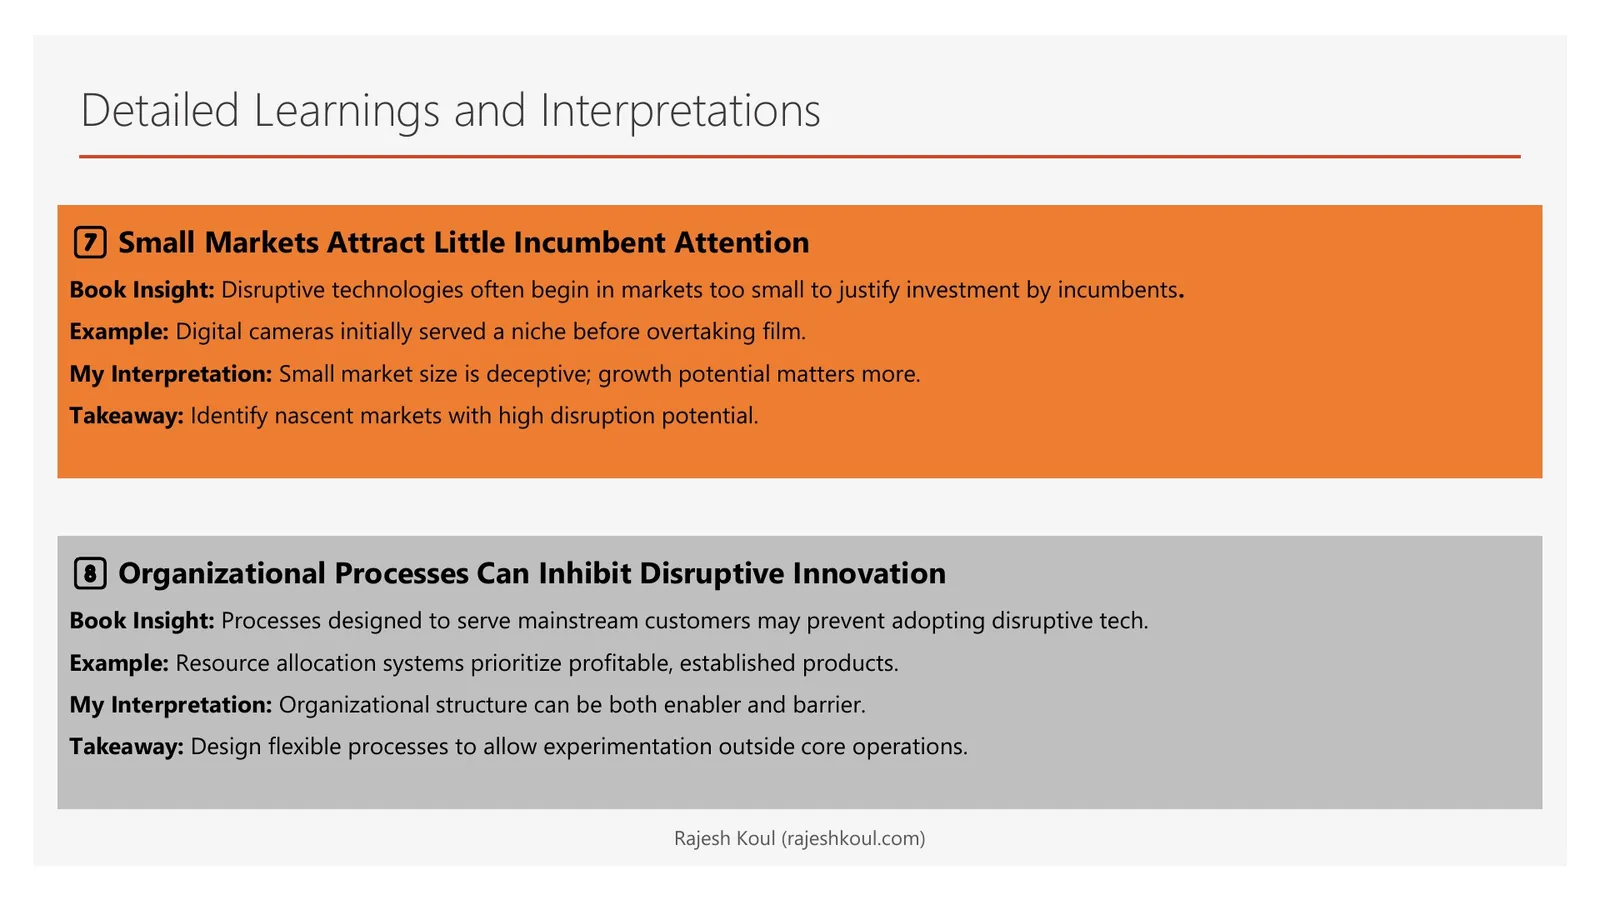 Detailed Learnings and Interpretations
7 Small Markets Attract Little Incumbent Attention
Book Insight: Disruptive technologies often begin in markets too small to justify investment by incumbents.
Example: Digital cameras initially served a niche before overtaking film.
My Interpretation: Small market size is deceptive; growth potential matters more.
Takeaway: Identify nascent markets with high disruption potential.
8 Organizational Processes Can Inhibit Disruptive Innovation
Book Insight: Processes designed to serve mainstream customers may prevent adopting disruptive tech.
Example: Resource allocation systems prioritize profitable, established products.
My Interpretation: Organizational structure can be both enabler and barrier.
Takeaway: Design flexible processes to allow experimentation outside core operations.
Rajesh Koul (rajeshkoul.com)